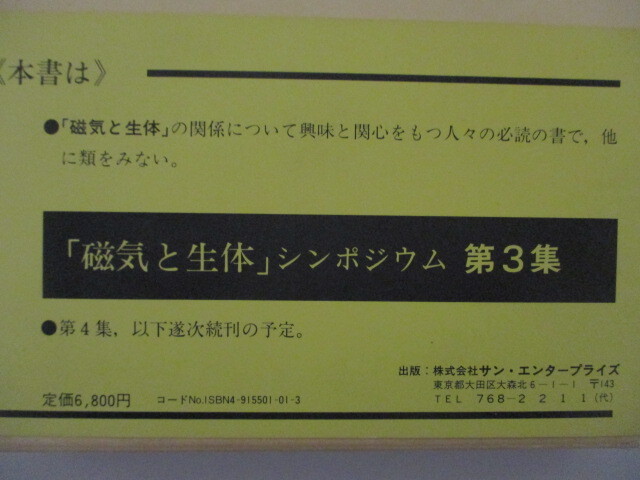 《本書は》
●「磁気と生体」の関係について興味と関心をもつ人々の必読の書で，他
に類をみない。
「磁気と生体」シンポジウム 第3集
●第4集，以下遂次続刊の予定。
出版：株式会社サン・エンタープライズ
東京都大田区大森北6－1－1 〒143
TEL 768－2211(代)
定価6,800円 コードNo.ISBN4-915501-01-3